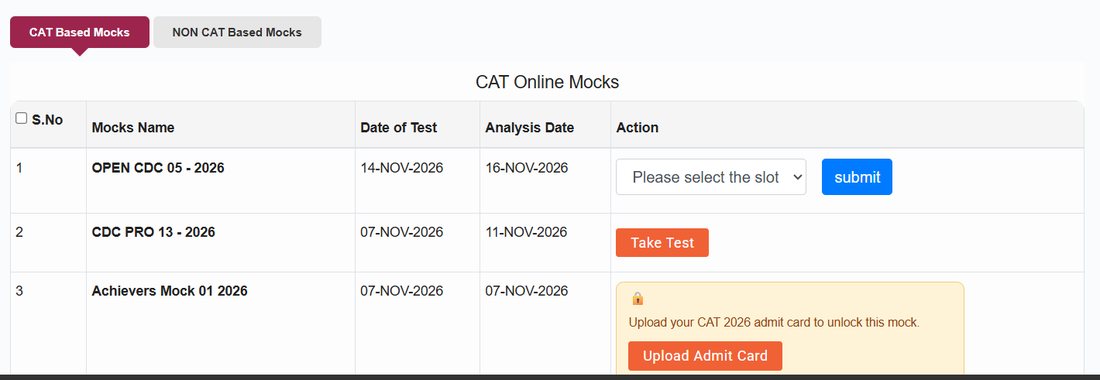 CAT Based Mocks NON CAT Based Mocks
CAT Online Mocks
S.No Mocks Name Date of Test Analysis Date Action
1 OPEN CDC 05 - 2026 14-NOV-2026 16-NOV-2026 Please select the slot submit
2 CDC PRO 13 - 2026 07-NOV-2026 11-NOV-2026 Take Test
3 Achievers Mock 01 2026 07-NOV-2026 07-NOV-2026
Upload your CAT 2026 admit card to unlock this mock.
Upload Admit Card